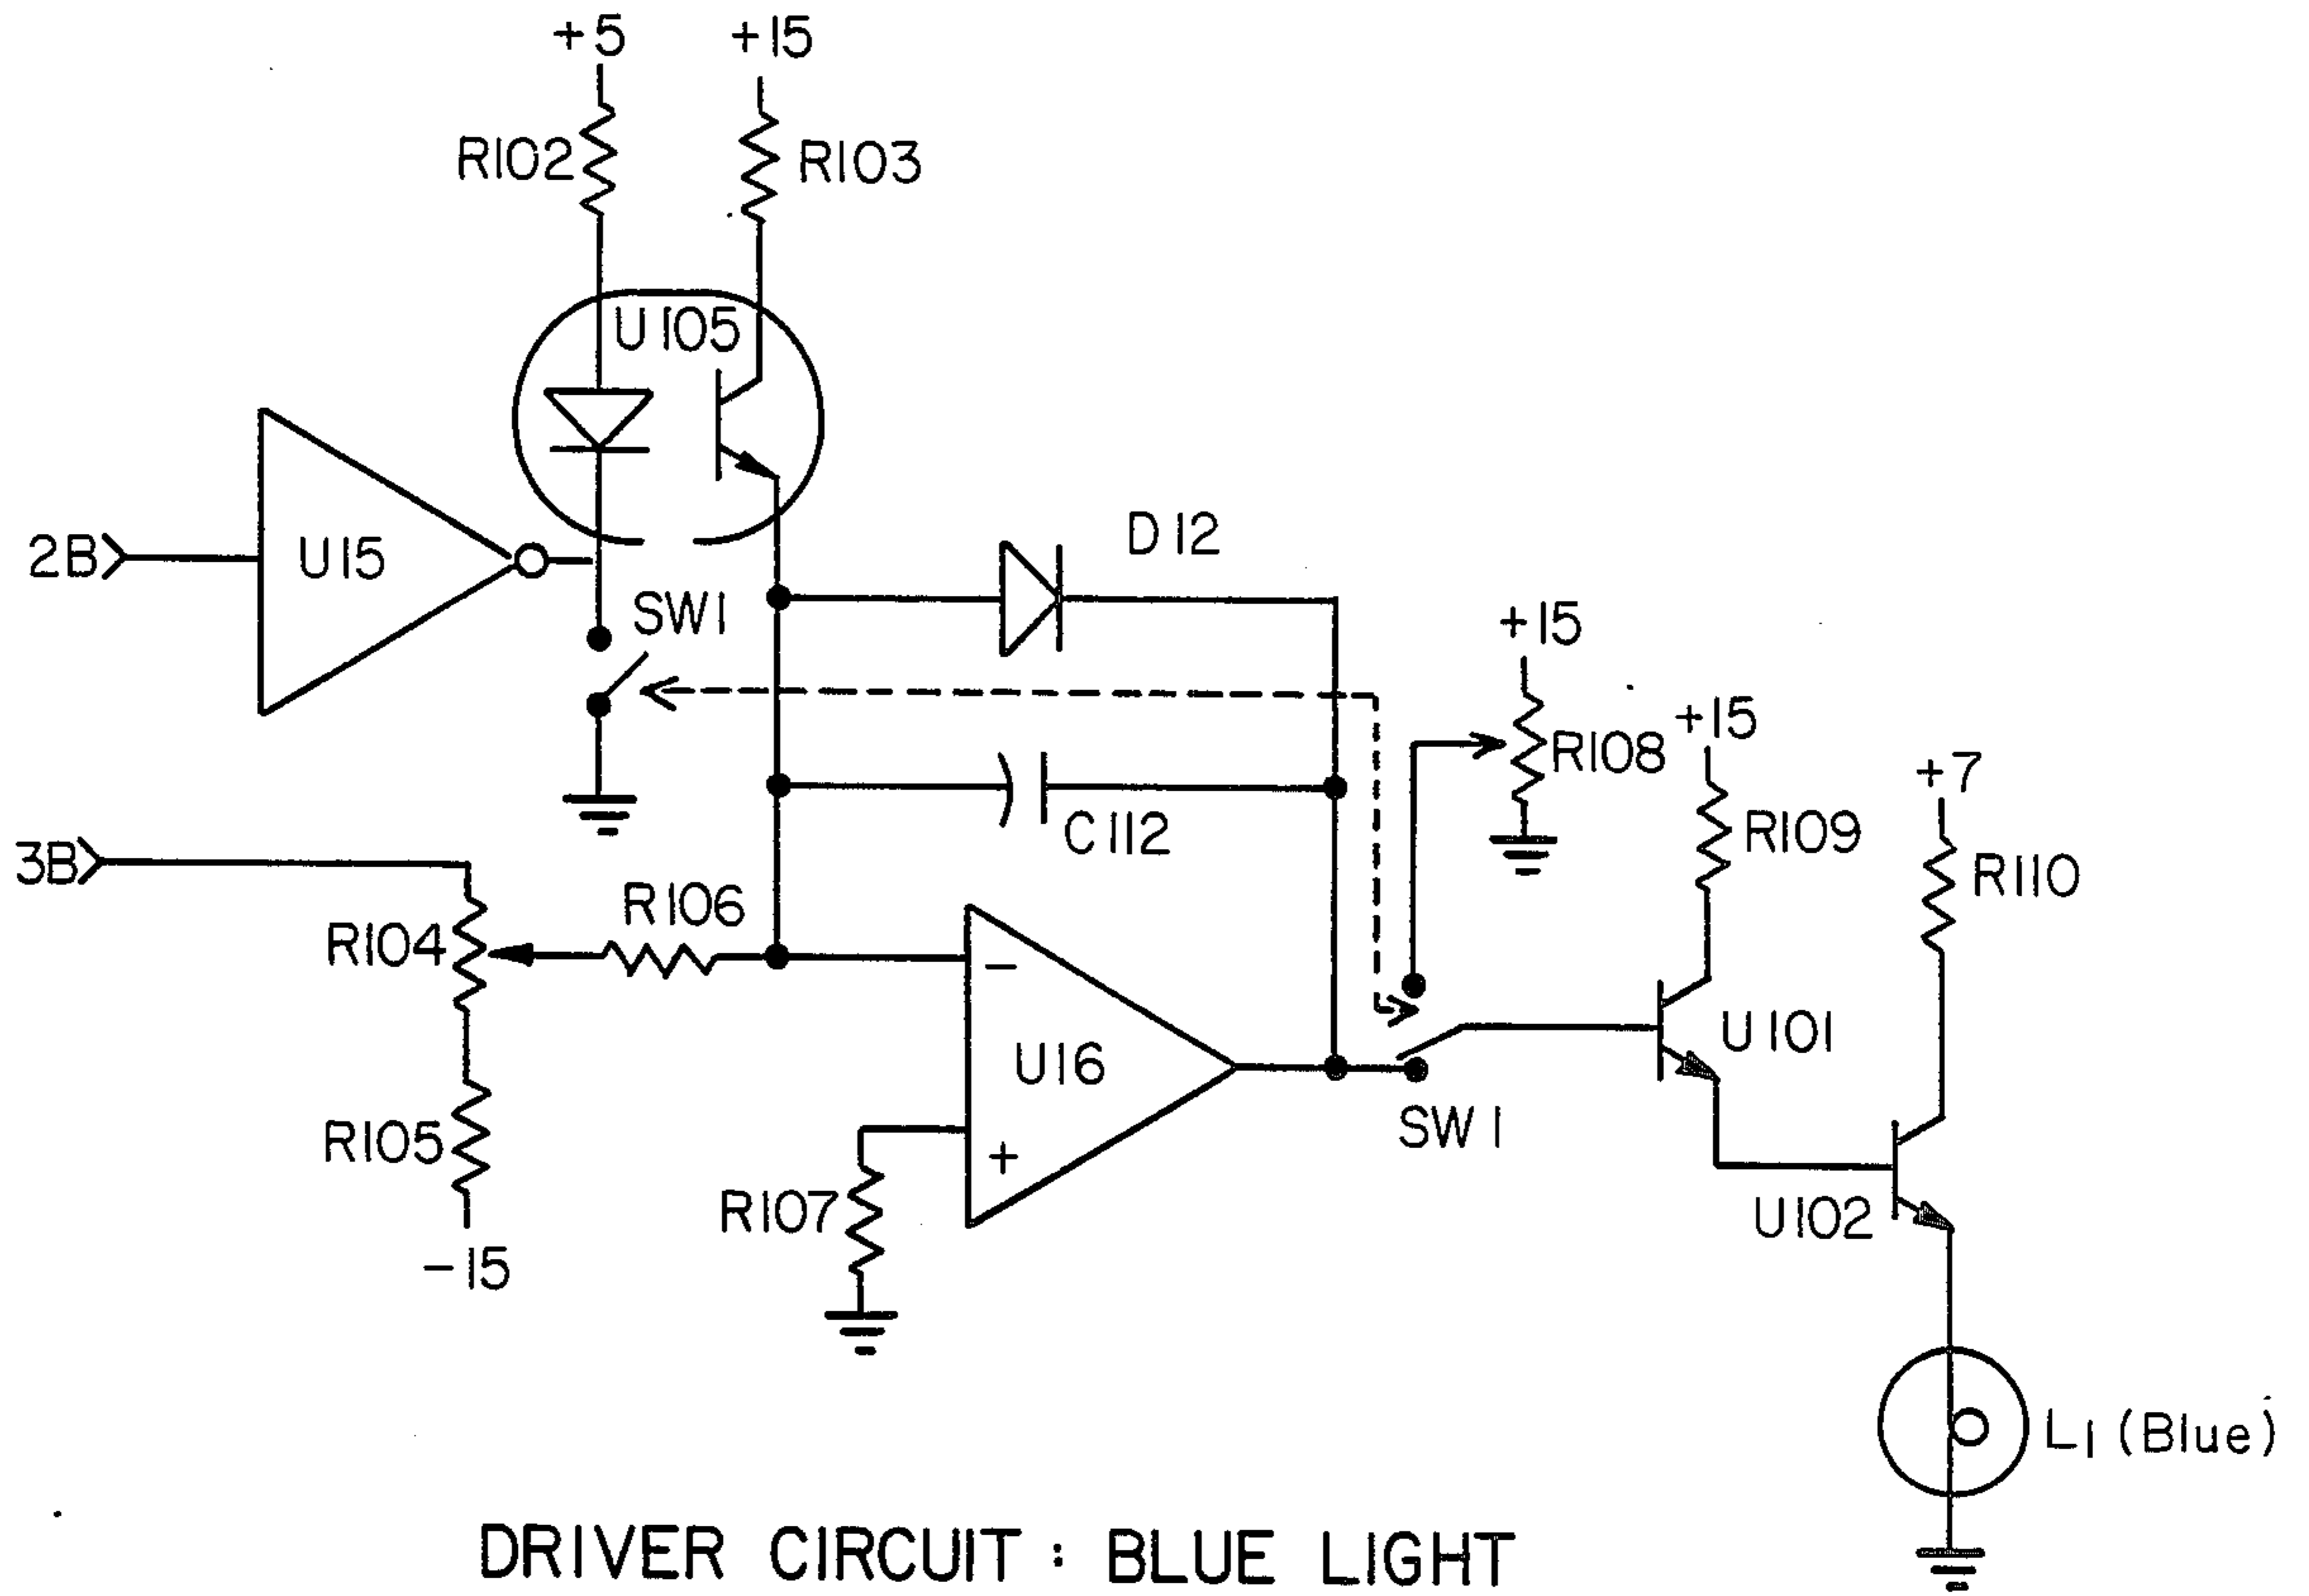 +5
+15
R102
R103
U105
2B
U15
D12
SW1
+15
R108
+15
+7
C112
R109
3B
R110
R106
R104
−
U101
U16
SW1
R105
+
R107
U102
−15
L1 (Blue)
DRIVER CIRCUIT : BLUE LIGHT